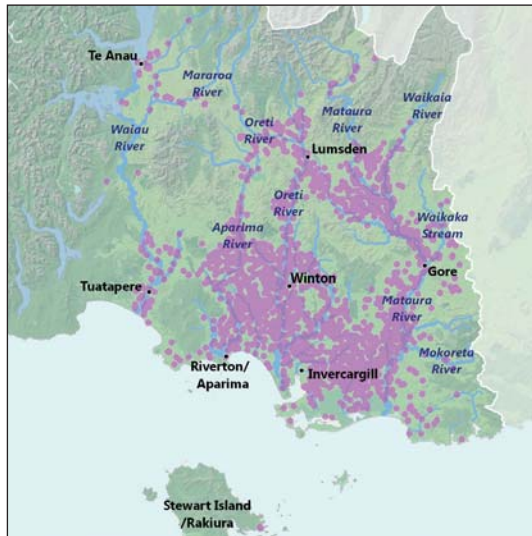 Te Anau
Mararoa
River
Waiau
River
Oreti
River
Mataura
River
Waikaia
River
Lumsden
Oreti
River
Aparima
River
Waikaka
Stream
Gore
Winton
Tuatapere
Mataura
River
Mokoreta
River
Riverton/
Aparima
Invercargill
Stewart Island
/Rakiura